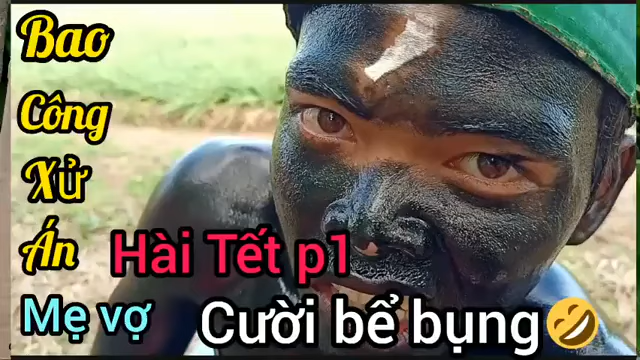 Bao
Công
Xử
Án
Hài Tết p1
Mẹ vợ
Cười bể bụng🤣